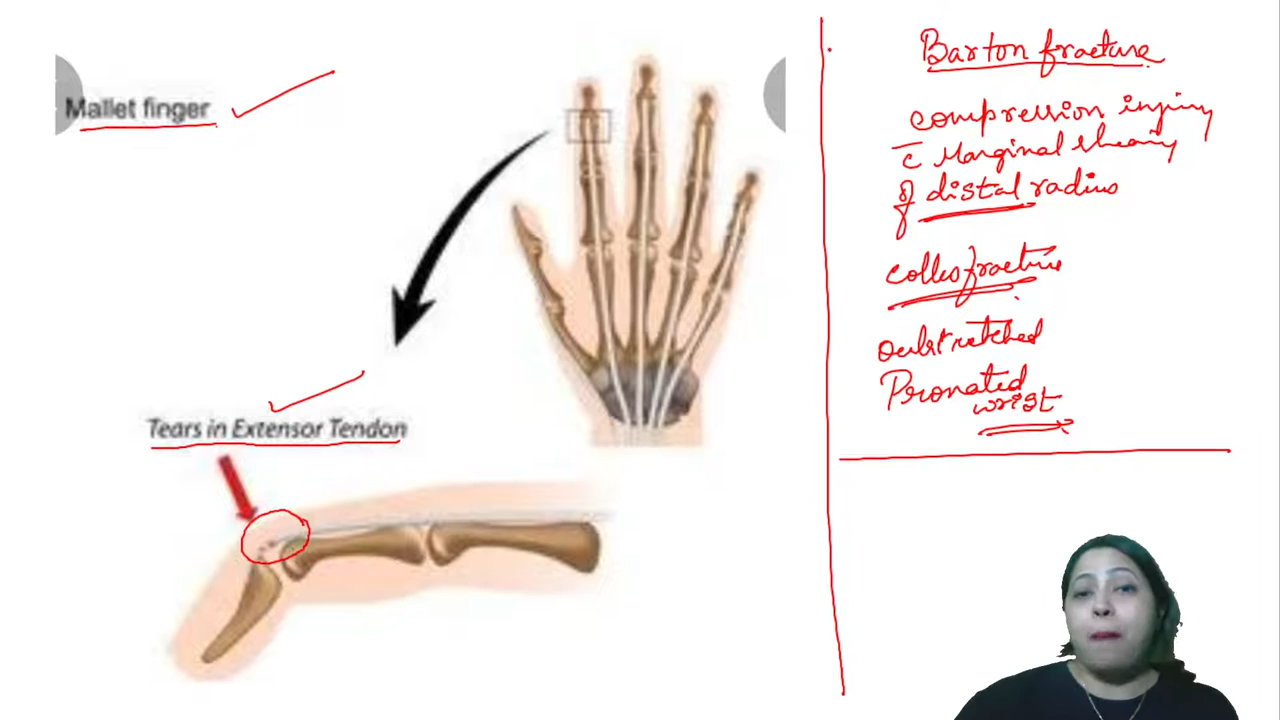 Mallet finger
Tears in Extensor Tendon
Barton fracture
compression injury
c̄ Marginal shearing
of distal radius
colles fracture
outstretched
Pronated
wrist